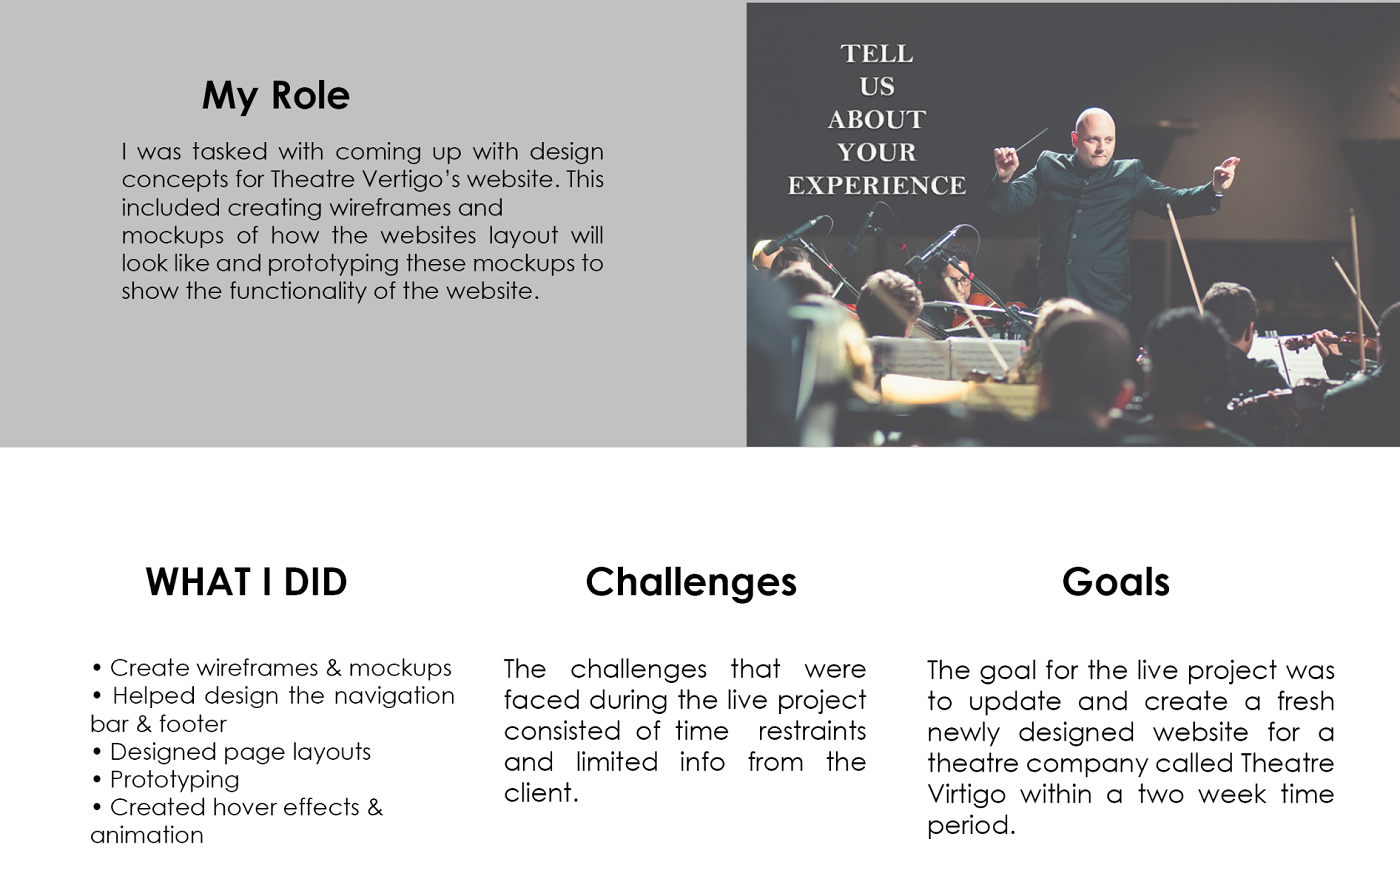 My Role
I was tasked with coming up with design
concepts for Theatre Vertigo’s website. This
included creating wireframes and
mockups of how the websites layout will
look like and prototyping these mockups to
show the functionality of the website.
TELL
US
ABOUT
YOUR
EXPERIENCE
WHAT I DID
• Create wireframes & mockups
• Helped design the navigation
bar & footer
• Designed page layouts
• Prototyping
• Created hover effects &
animation
Challenges
The challenges that were
faced during the live project
consisted of time restraints
and limited info from the
client.
Goals
The goal for the live project was
to update and create a fresh
newly designed website for a
theatre company called Theatre
Virtigo within a two week time
period.